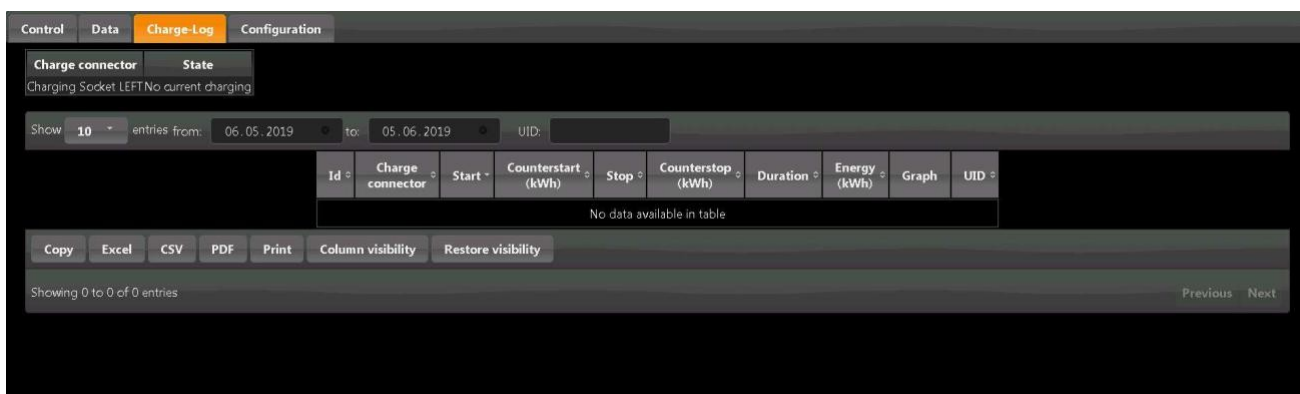 Control Data Charge-Log Configuration
Charge connector State
Charging Socket LEFT No current charging
Show 10 entries from: 06.05.2019 to: 05.06.2019 UID:
Id Charge connector Start Counterstart (kWh) Stop Counterstop (kWh) Duration Energy (kWh) Graph UID
No data available in table
Copy Excel CSV PDF Print Column visibility Restore visibility
Showing 0 to 0 of 0 entries Previous Next